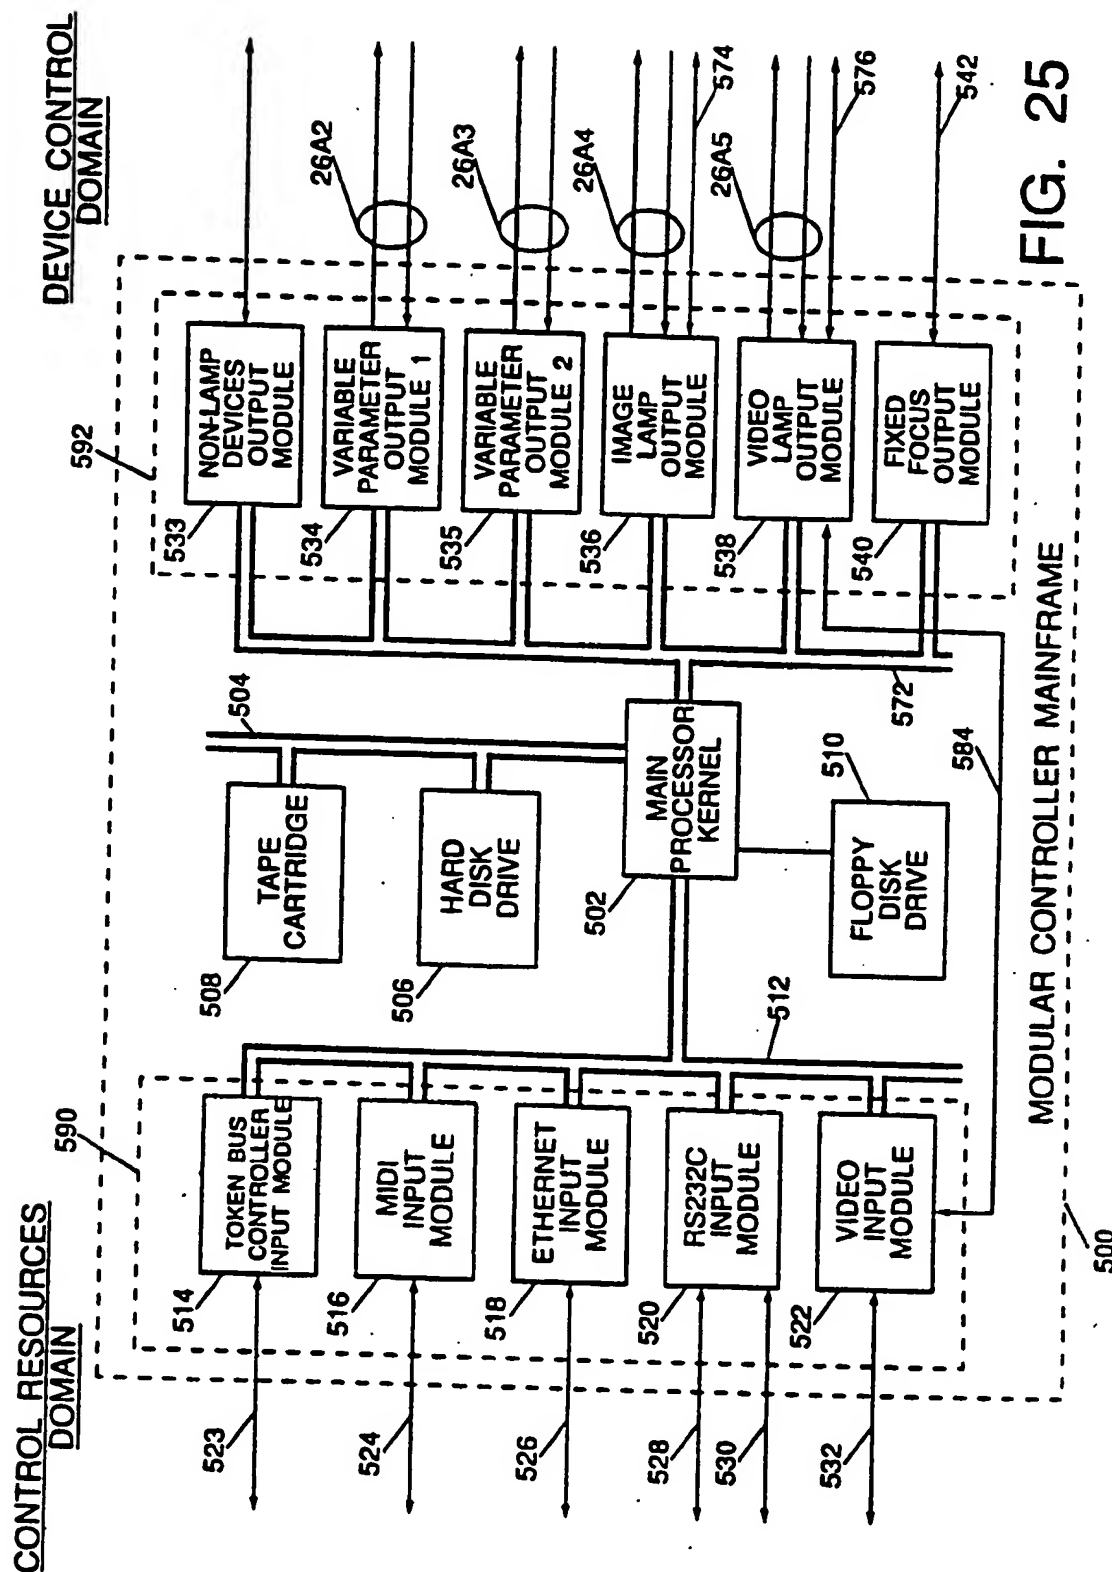 CONTROL RESOURCES
DOMAIN
DEVICE CONTROL
DOMAIN
590
592
514
TOKEN BUS
CONTROLLER
INPUT MODULE
523
516
MIDI
INPUT
MODULE
524
518
ETHERNET
INPUT
MODULE
526
520
RS232C
INPUT
MODULE
528
530
522
VIDEO
INPUT
MODULE
532
512
508
TAPE
CARTRIDGE
504
506
HARD
DISK
DRIVE
502
MAIN
PROCESSOR
KERNEL
510
FLOPPY
DISK
DRIVE
572
584
533
NON-LAMP
DEVICES
OUTPUT
MODULE
534
VARIABLE
PARAMETER
OUTPUT
MODULE 1
26A2
535
VARIABLE
PARAMETER
OUTPUT
MODULE 2
26A3
536
IMAGE
LAMP
OUTPUT
MODULE
26A4
574
538
VIDEO
LAMP
OUTPUT
MODULE
26A5
576
540
FIXED
FOCUS
OUTPUT
MODULE
542
MODULAR CONTROLLER MAINFRAME
500
FIG. 25